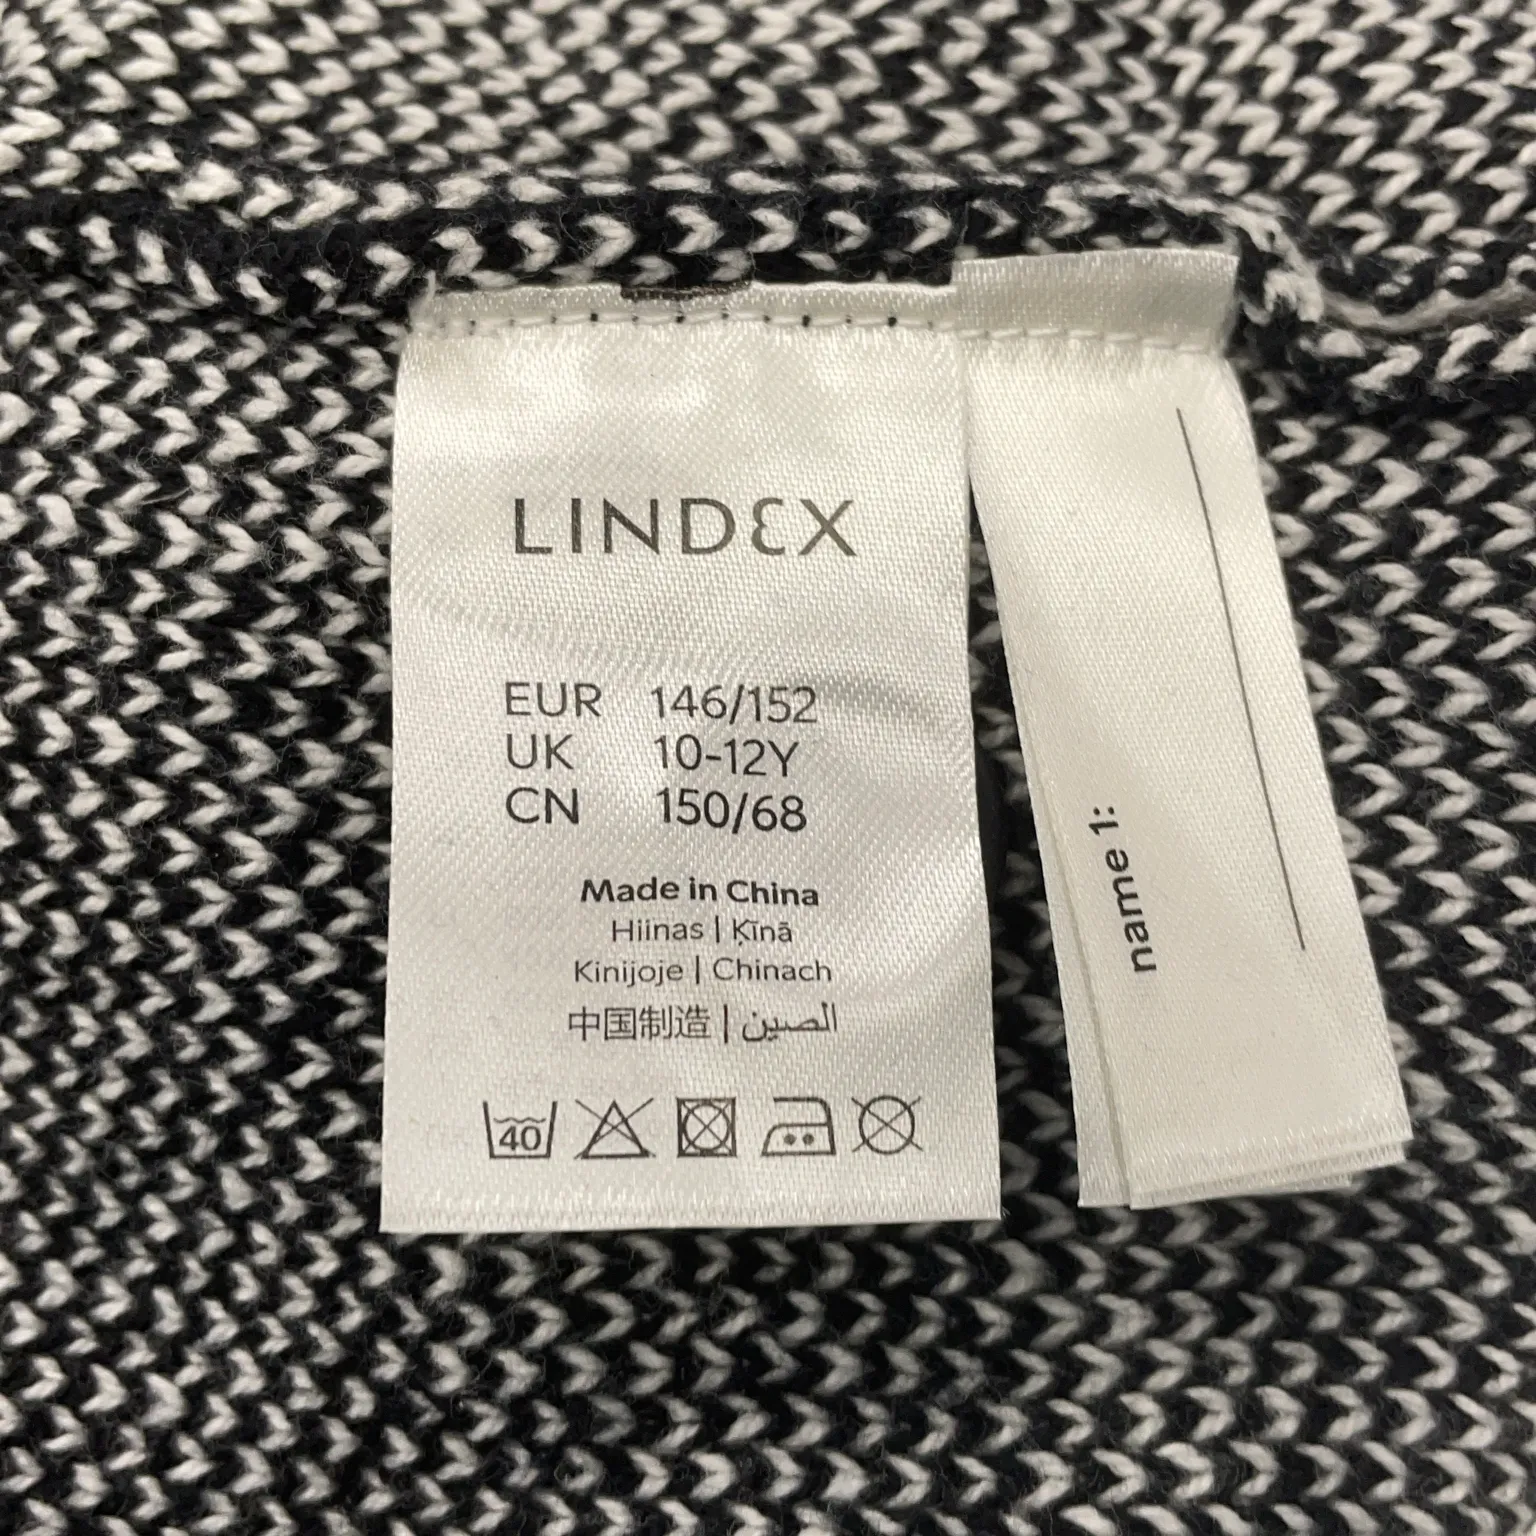 LINDEX
EUR 146/152
UK 10-12Y
CN 150/68
Made in China
Hiinas | Ķīnā
Kinijoje | Chinach
中国制造 | الصين
40
name 1: